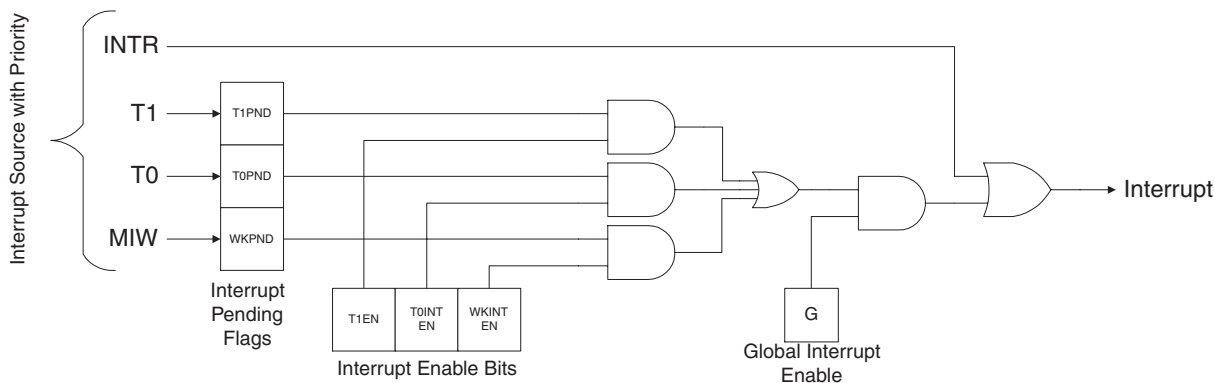 Interrupt Source with Priority
INTR
T1
T1PND
T0
T0PND
MIW
WKPND
Interrupt
Pending
Flags
T1EN
T0INT
EN
WKINT
EN
Interrupt Enable Bits
G
Global Interrupt
Enable
Interrupt